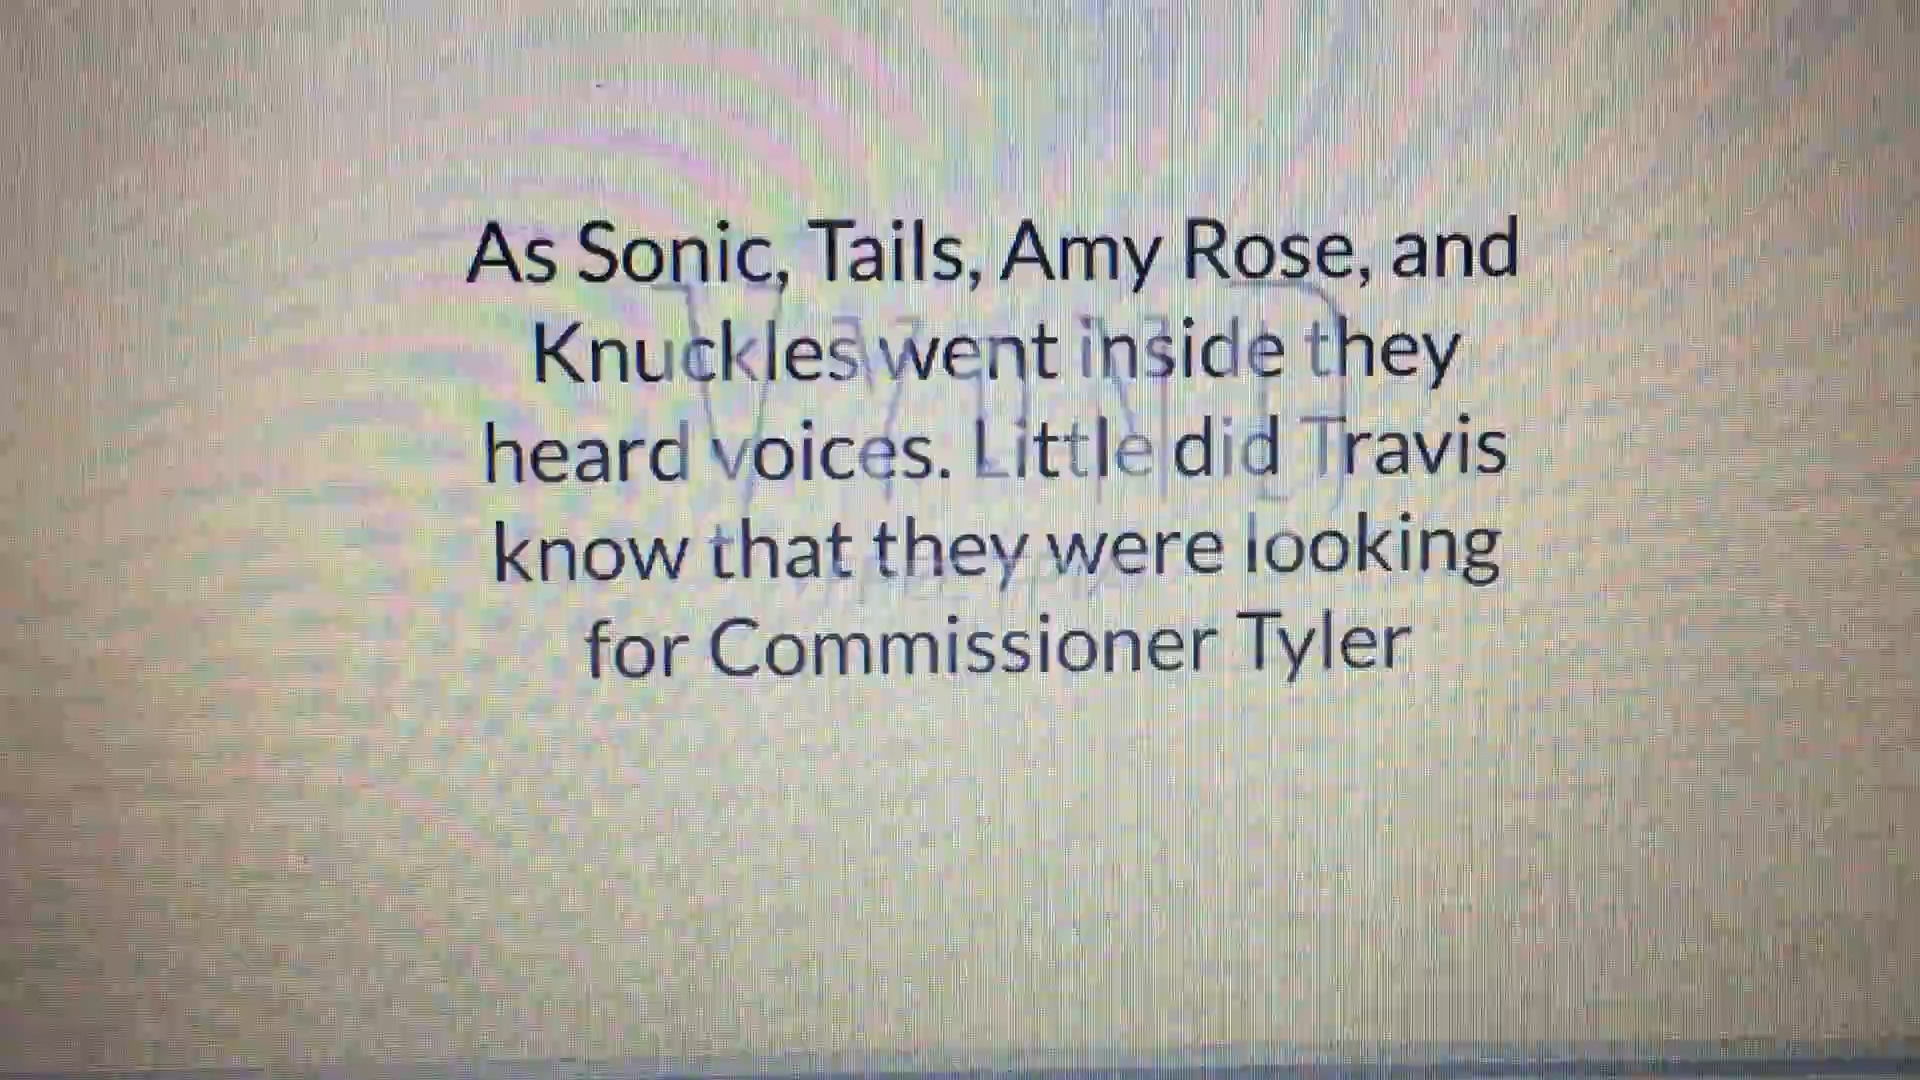 As Sonic, Tails, Amy Rose, and
Knuckles went inside they
heard voices. Little did Travis
know that they were looking
for Commissioner Tyler